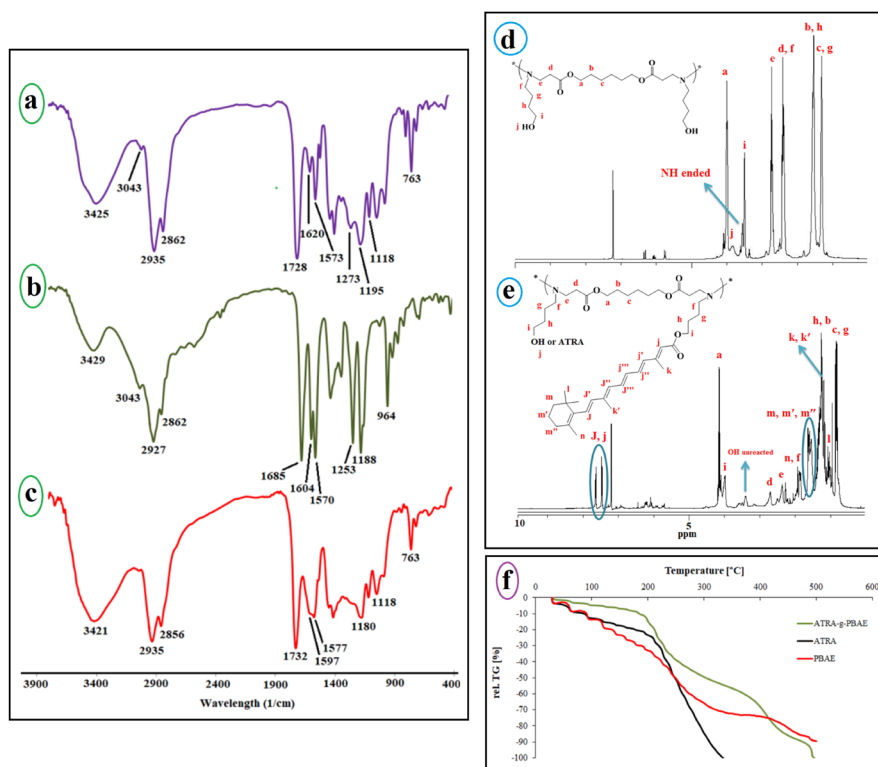 a
3425
3043
2935
2862
1728
1620
1573
1273
1195
1118
763
b
3429
3043
2927
2862
1685
1604
1570
1253
1188
964
c
3421
2935
2856
1732
1597
1577
1180
1118
763
3900 3400 2900 2400 1900 1400 900 400
Wavelength (1/cm)
d
* N O O O O N *
a b c d e f g h i j
HO
OH
NH ended
a
j
i
e
d, f
b, h
c, g
e
* N O O O O N *
OH or ATRA
J, j
a
i
OH unreacted
d
e
n, f
m, m', m''
k, k'
h, b
l
c, g
10 5
ppm
f
Temperature [°C]
0 100 200 300 400 500 600
rel. TG [%]
0
-10
-20
-30
-40
-50
-60
-70
-80
-90
-100
ATRA-g-PBAE
ATRA
PBAE